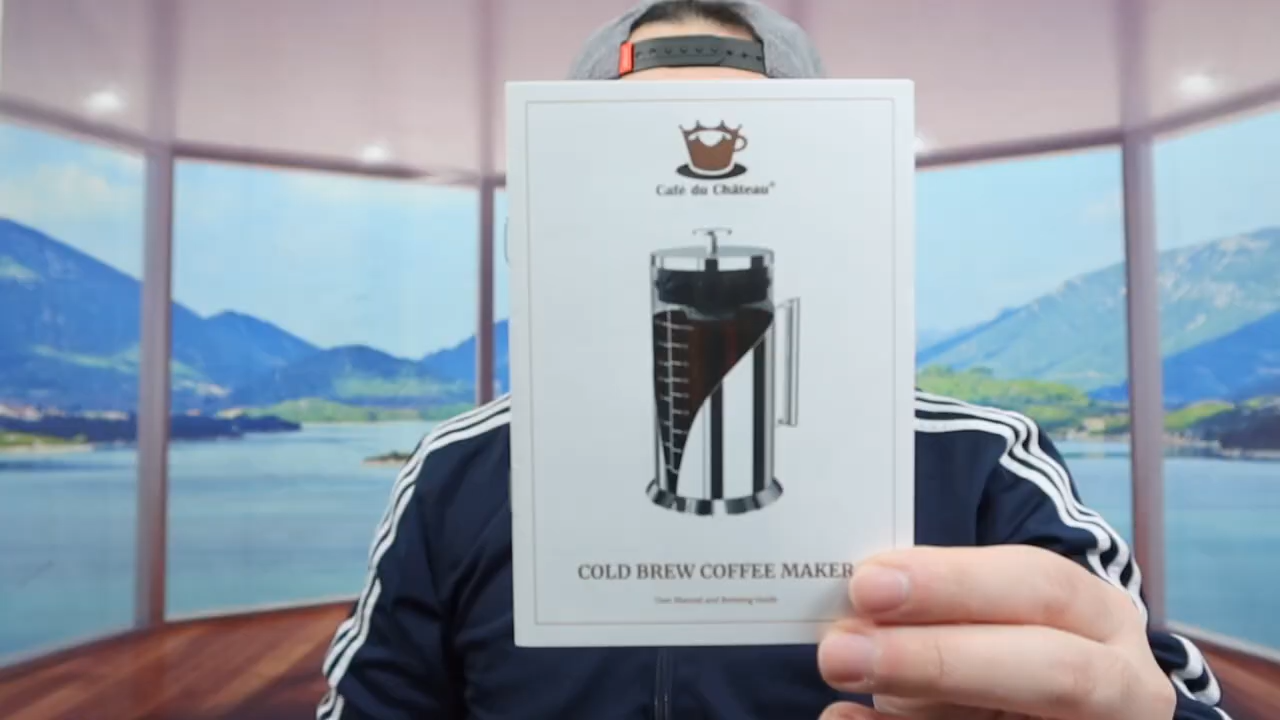 Café du Château®
COLD BREW COFFEE MAKER
User Manual and Brewing Guide